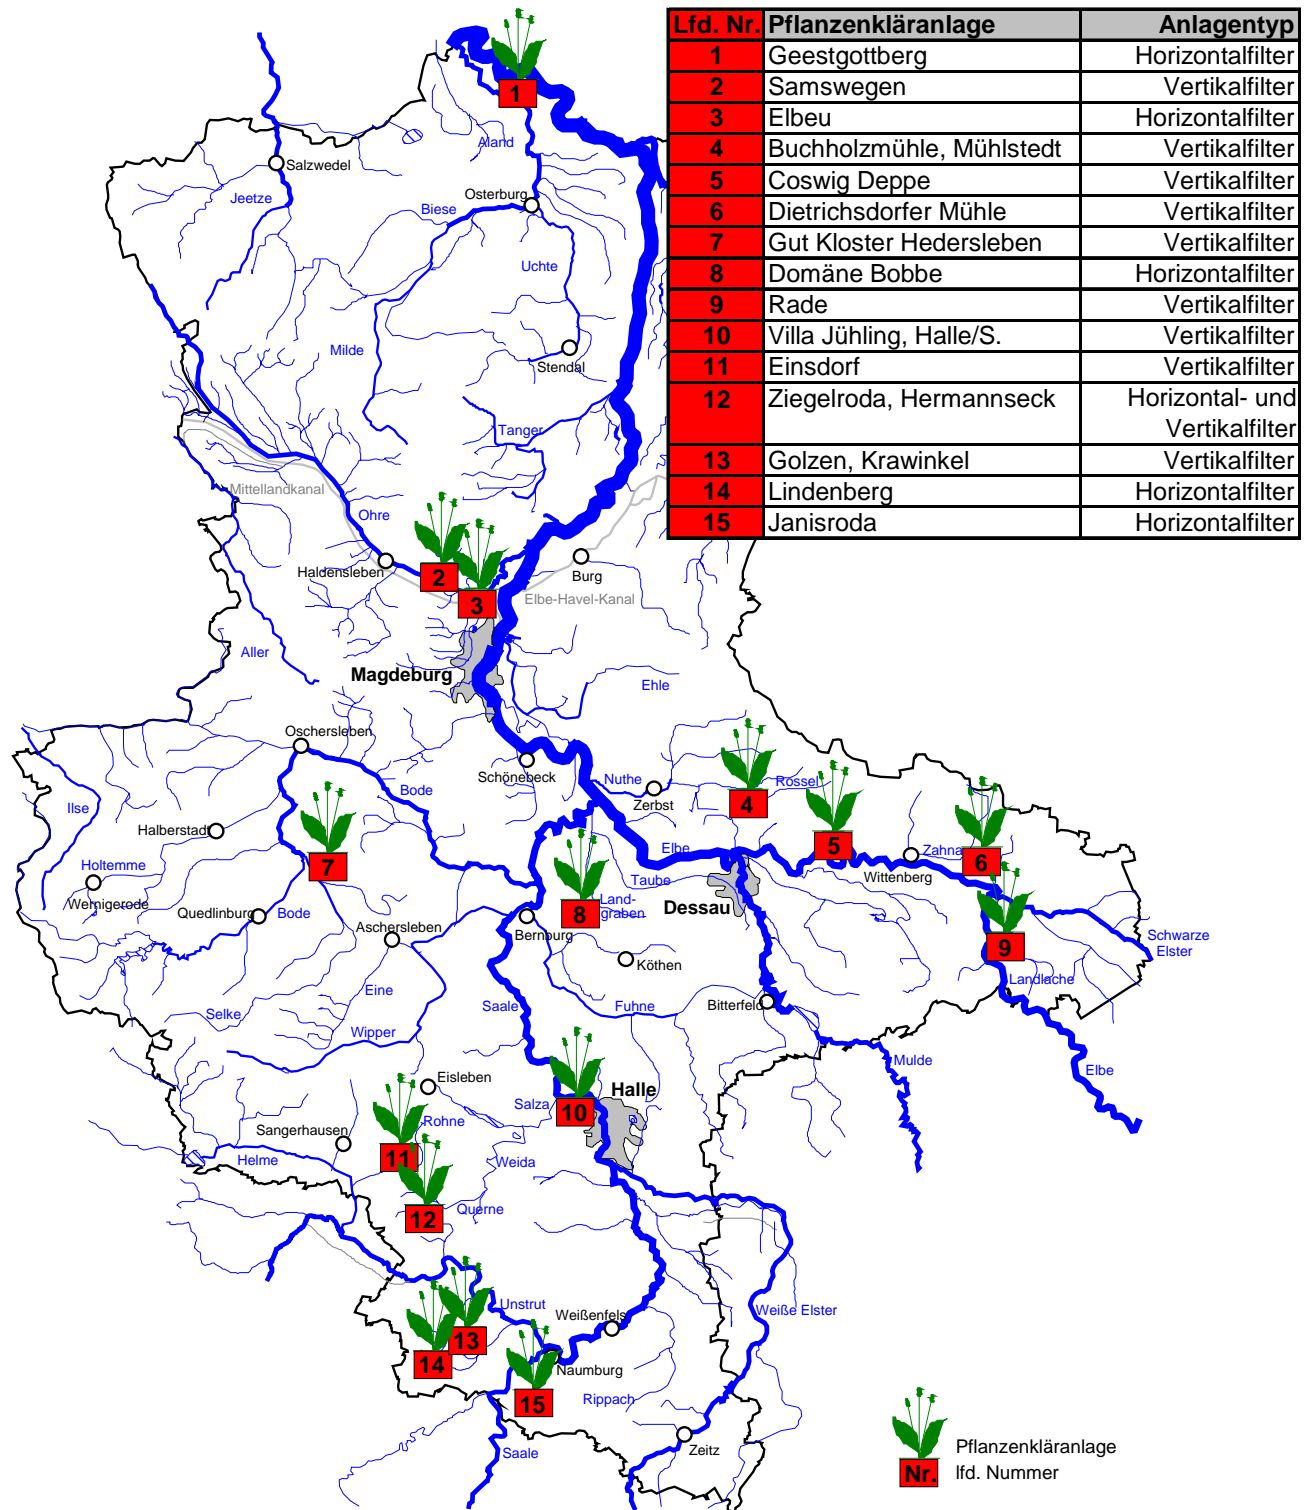 Lfd. Nr. Pflanzenkläranlage Anlagentyp
1 Geestgottberg Horizontalfilter
2 Samswegen Vertikalfilter
3 Elbeu Horizontalfilter
4 Buchholzmühle, Mühlstedt Vertikalfilter
5 Coswig Deppe Vertikalfilter
6 Dietrichsdorfer Mühle Vertikalfilter
7 Gut Kloster Hedersleben Vertikalfilter
8 Domäne Bobbe Horizontalfilter
9 Rade Vertikalfilter
10 Villa Jühling, Halle/S. Vertikalfilter
11 Einsdorf Vertikalfilter
12 Ziegelroda, Hermannseck Horizontal- und
Vertikalfilter
13 Golzen, Krawinkel Vertikalfilter
14 Lindenberg Horizontalfilter
15 Janisroda Horizontalfilter
1
Aland
Salzwedel
Jeetze
Osterburg
Biese
Uchte
Milde
Stendal
Tanger
Mittellandkanal
Ohre
Haldensleben
2
Burg
3
Elbe-Havel-Kanal
Aller
Magdeburg
Ehle
Oschersleben
Schönebeck
Bode
Nuthe
Zerbst
Rossel
4
Ilse
Halberstadt
Elbe
5
Zahna
6
Wittenberg
Holtemme
7
Taube
Wernigerode
Quedlinburg
Bode
8
Land-
graben
Dessau
Aschersleben
Bernburg
Schwarze
Elster
9
Köthen
Landlache
Eine
Selke
Saale
Fuhne
Bitterfeld
Wipper
Mulde
Elbe
Eisleben
Halle
Salza
10
Rohne
Sangerhausen
11
Helme
Weida
Querne
12
Unstrut
Weißenfels
Weiße Elster
13
14
Naumburg
15
Rippach
Saale
Zeitz
Pflanzenkläranlage
Nr. lfd. Nummer